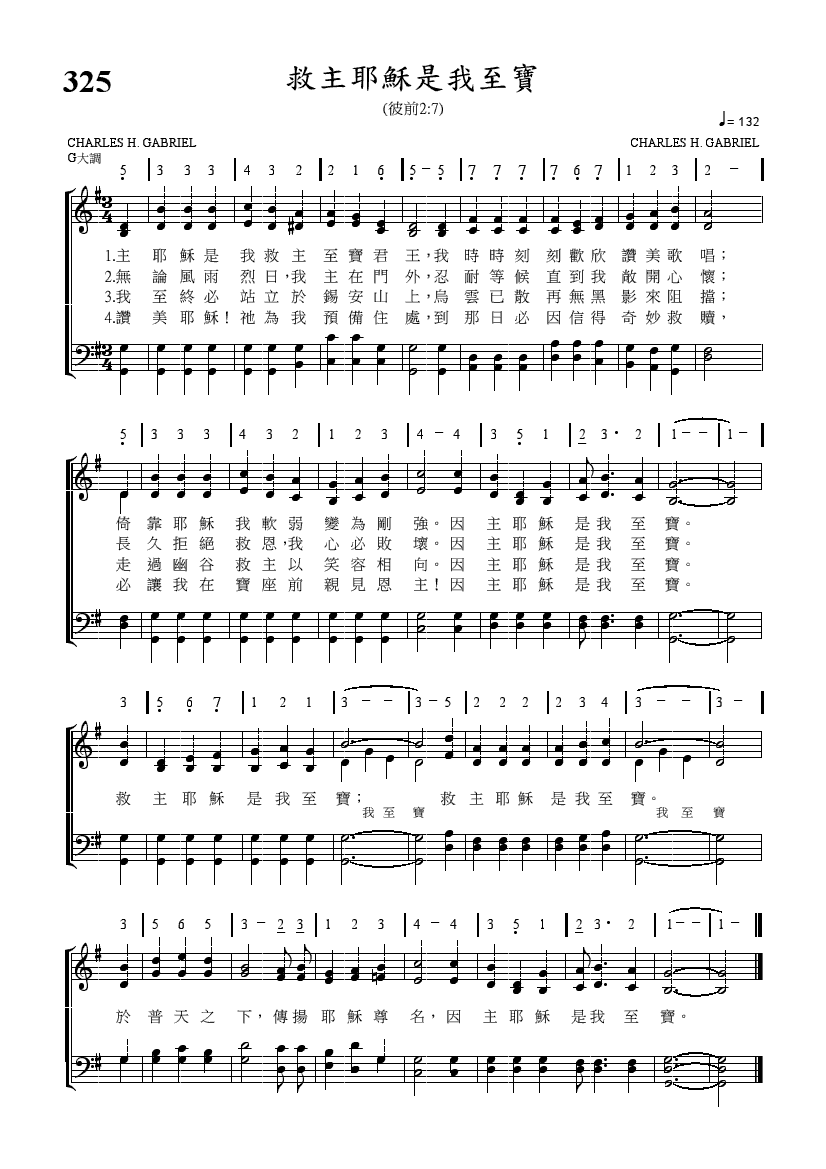 325
救主耶穌是我至寶
(彼前2:7)
♩= 132
CHARLES H. GABRIEL
CHARLES H. GABRIEL
G大調
5 | 3 3 3 | 4 3 2 | 2 1 6 | 5 – 5 | 7 7 7 | 7 6 7 | 1 2 3 | 2 –
3 4
1.主 耶 穌 是 我 救 主 至 寶 君 王,我 時 時 刻 刻 歡 欣 讚 美 歌 唱;
2.無 論 風 雨 烈 日,我 主 在 門 外,忍 耐 等 候 直 到 我 敞 開 心 懷;
3.我 至 終 必 站 立 於 錫 安 山 上,烏 雲 已 散 再 無 黑 影 來 阻 擋;
4.讚 美 耶 穌! 祂 為 我 預 備 住 處,到 那 日 必 因 信 得 奇 妙 救 贖,
3 4
5 | 3 3 3 | 4 3 2 | 1 2 3 | 4 – 4 | 3 5 1 | 2 3 · 2 | 1 – – | 1 – |
倚 靠 耶 穌 我 軟 弱 變 為 剛 強。因 主 耶 穌 是 我 至 寶。
長 久 拒 絕 救 恩,我 心 必 敗 壞。因 主 耶 穌 是 我 至 寶。
走 過 幽 谷 救 主 以 笑 容 相 向。因 主 耶 穌 是 我 至 寶。
必 讓 我 在 寶 座 前 親 見 恩 主! 因 主 耶 穌 是 我 至 寶。
3 | 5 6 7 | 1 2 1 | 3 – – | 3 – 5 | 2 2 2 | 2 3 4 | 3 – – | 3 – |
救 主 耶 穌 是 我 至 寶; 救 主 耶 穌 是 我 至 寶。
我 至 寶 我 至 寶
3 | 5 6 5 | 3 – 2 3 | 1 2 3 | 4 – 4 | 3 5 1 | 2 3 · 2 | 1 – – | 1 – ‖
於 普 天 之 下,傳 揚 耶 穌 尊 名,因 主 耶 穌 是 我 至 寶。